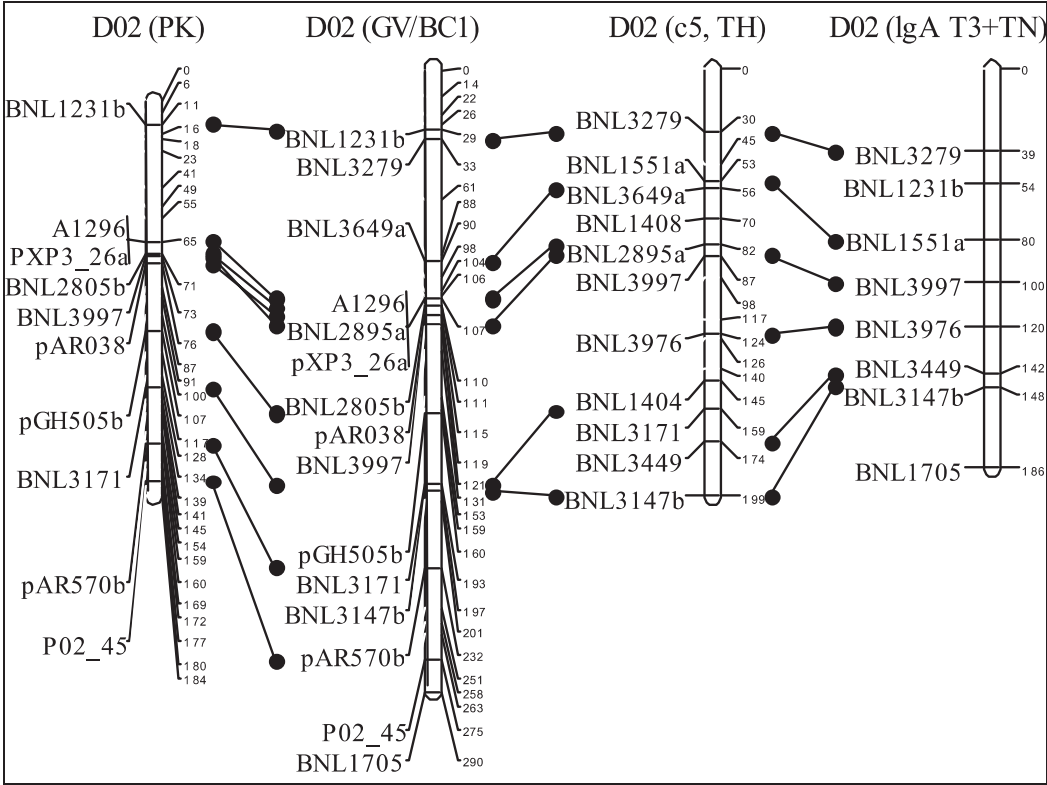 D02 (PK)
D02 (GV/BC1)
D02 (c5, TH)
D02 (lgA T3+TN)
BNL1231b
A1296
PXP3_26a
BNL2805b
BNL3997
pAR038
pGH505b
BNL3171
pAR570b
P02_45
0
6
11
16
18
23
41
49
55
65
71
73
76
87
91
100
107
117
128
134
139
141
145
154
159
160
169
172
177
180
184
BNL1231b
BNL3279
BNL3649a
A1296
BNL2895a
pXP3_26a
BNL2805b
pAR038
BNL3997
pGH505b
BNL3171
BNL3147b
pAR570b
P02_45
BNL1705
0
14
22
26
29
33
61
88
90
98
104
106
107
110
111
115
119
121
131
153
159
160
193
197
201
232
251
258
263
275
290
BNL3279
BNL1551a
BNL3649a
BNL1408
BNL2895a
BNL3997
BNL3976
BNL1404
BNL3171
BNL3449
BNL3147b
0
30
45
53
56
70
82
87
98
117
124
126
140
145
159
174
199
BNL3279
BNL1231b
BNL1551a
BNL3997
BNL3976
BNL3449
BNL3147b
BNL1705
0
39
54
80
100
120
142
148
186